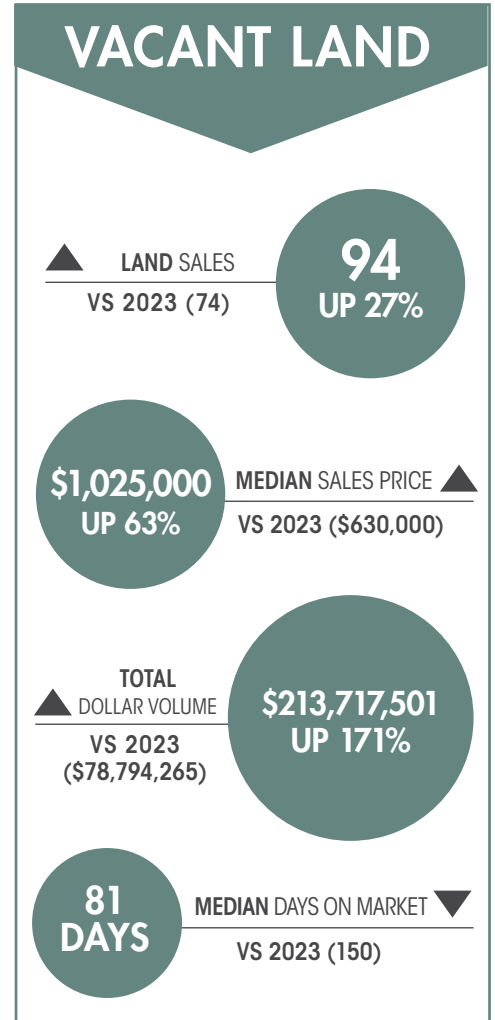 VACANT LAND
LAND SALES
VS 2023 (74)
94
UP 27%
$1,025,000
UP 63%
MEDIAN SALES PRICE
VS 2023 ($630,000)
TOTAL
DOLLAR VOLUME
VS 2023
($78,794,265)
$213,717,501
UP 171%
81
DAYS
MEDIAN DAYS ON MARKET
VS 2023 (150)